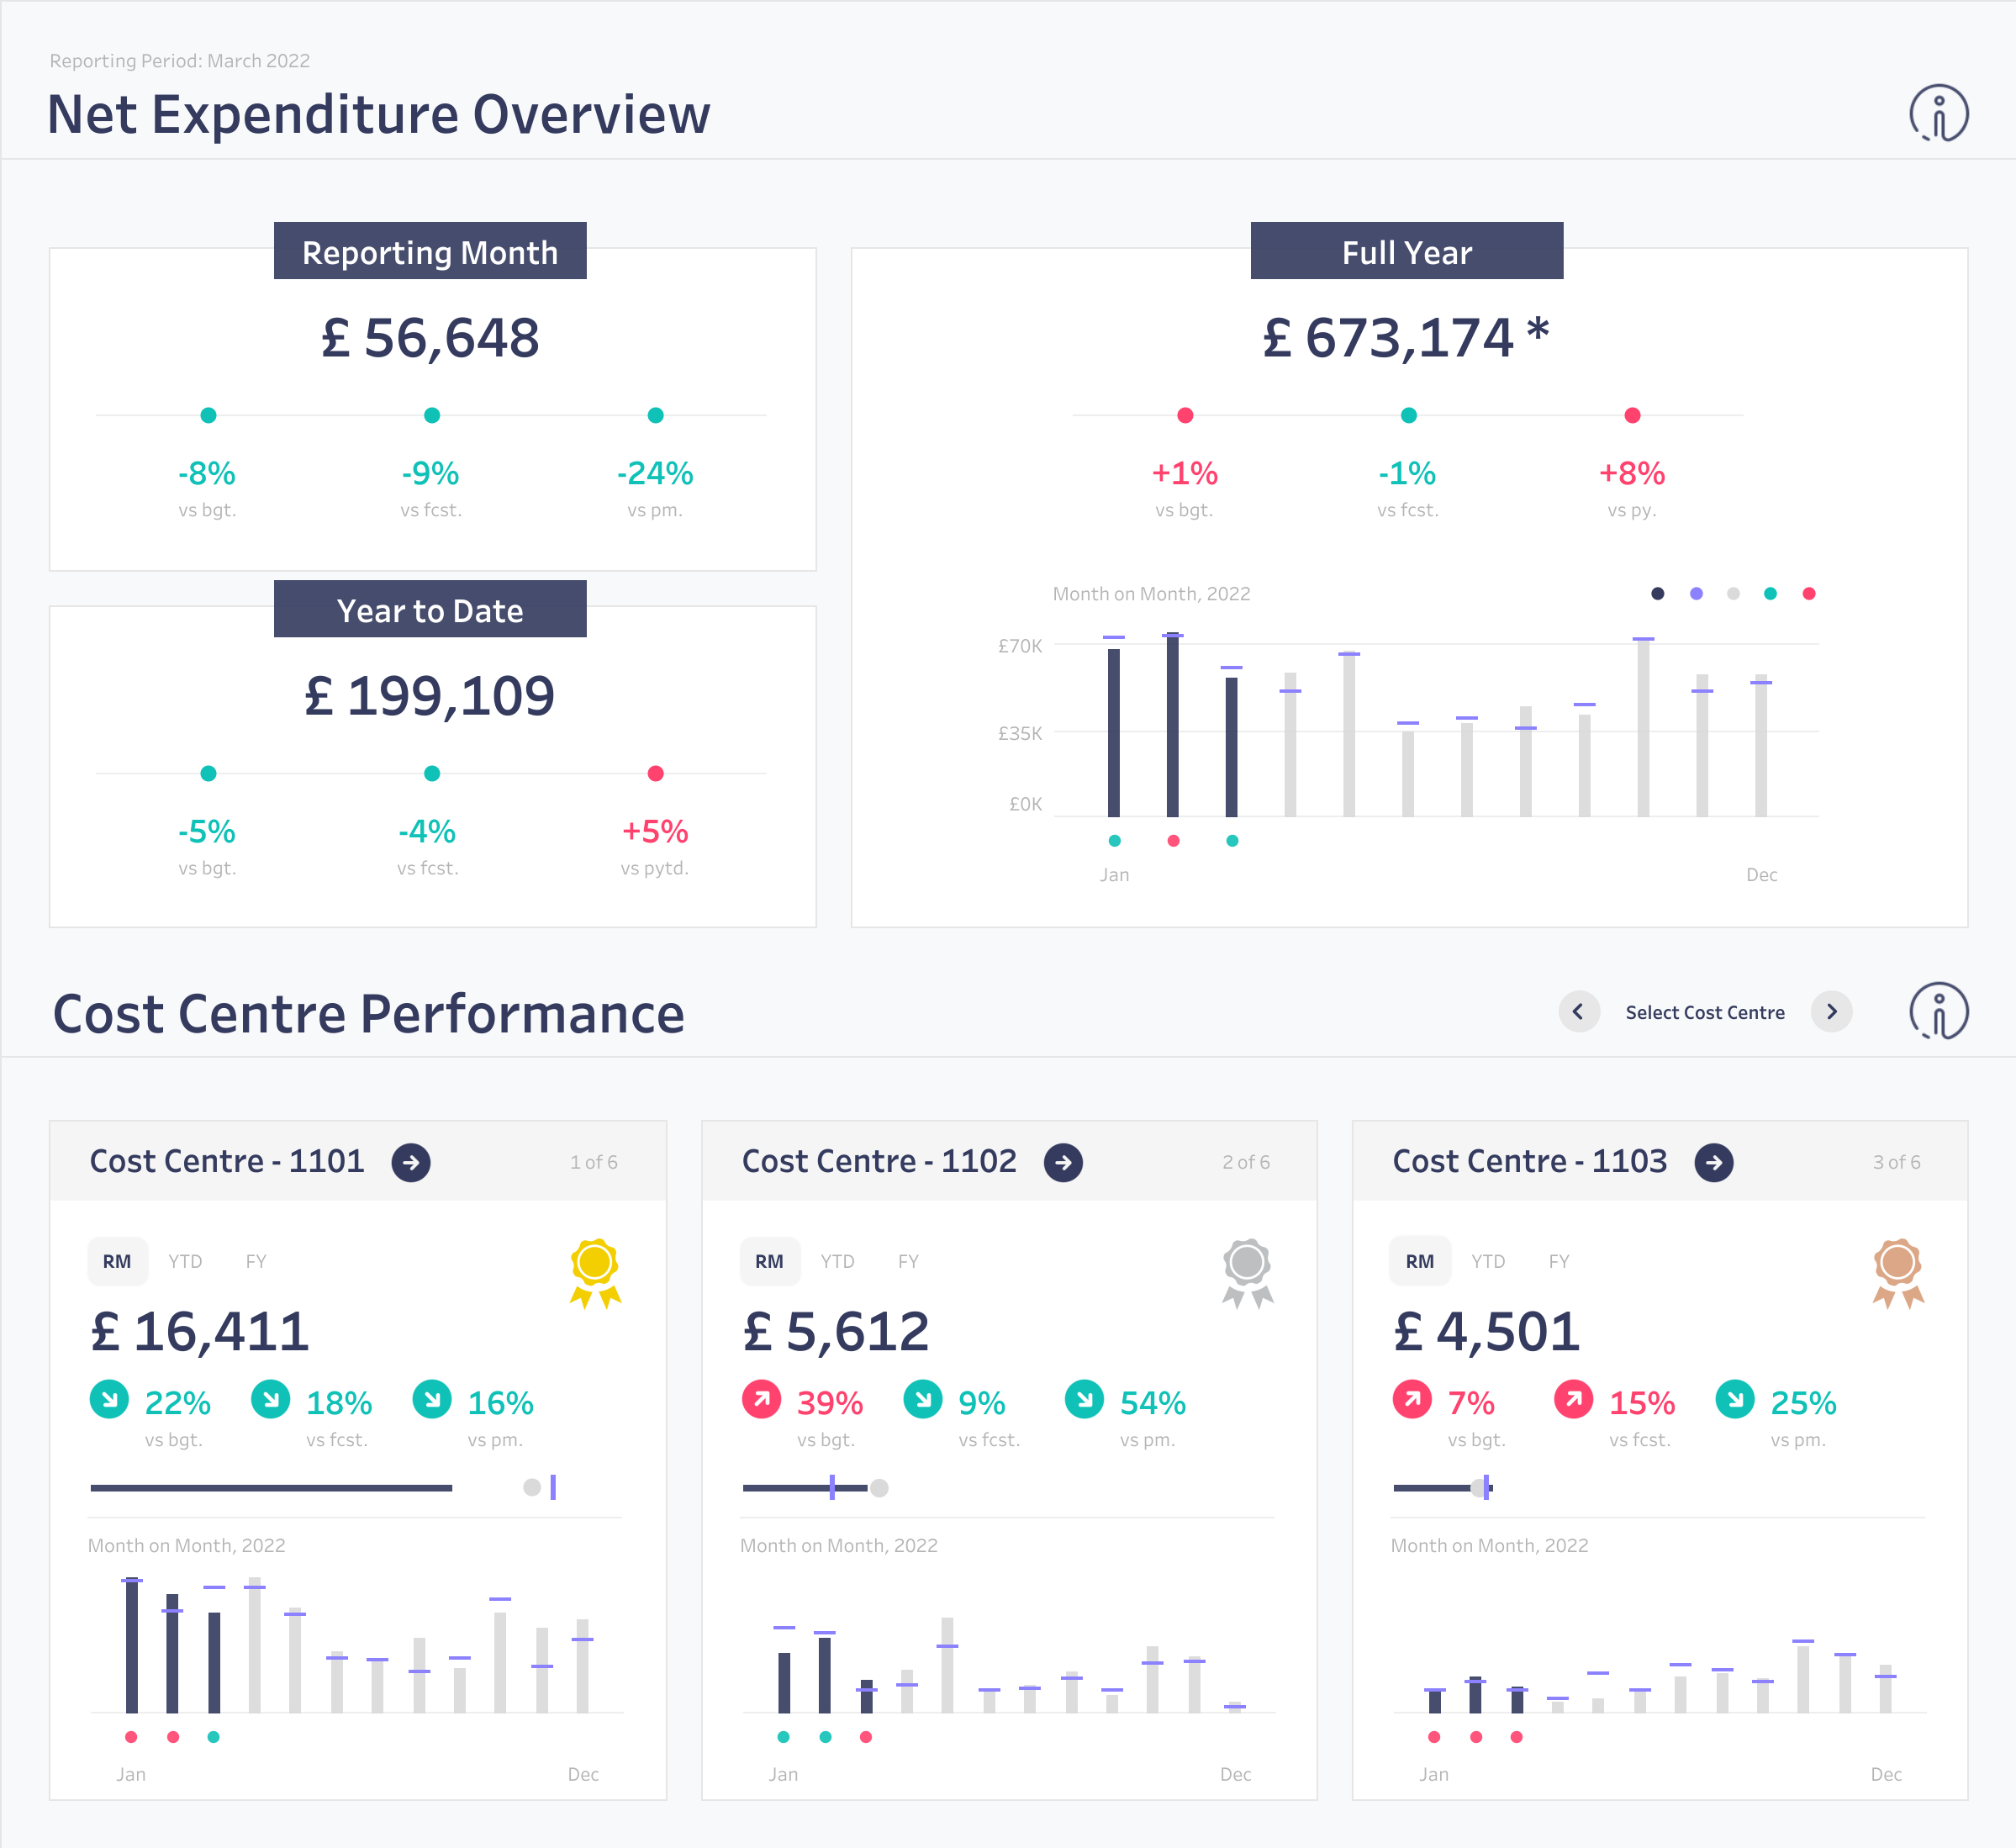 Reporting Period: March 2022
Net Expenditure Overview
Reporting Month
£ 56,648
-8% -9% -24%
vs bgt. vs fcst. vs pm.
Year to Date
£ 199,109
-5% -4% +5%
vs bgt. vs fcst. vs pytd.
Full Year
£ 673,174 *
+1% -1% +8%
vs bgt. vs fcst. vs py.
Month on Month, 2022
£70K
£35K
£0K
Jan Dec
Cost Centre Performance
Select Cost Centre
Cost Centre - 1101 1 of 6
RM YTD FY
£ 16,411
22% 18% 16%
vs bgt. vs fcst. vs pm.
Month on Month, 2022
Jan Dec
Cost Centre - 1102 2 of 6
RM YTD FY
£ 5,612
39% 9% 54%
vs bgt. vs fcst. vs pm.
Month on Month, 2022
Jan Dec
Cost Centre - 1103 3 of 6
RM YTD FY
£ 4,501
7% 15% 25%
vs bgt. vs fcst. vs pm.
Month on Month, 2022
Jan Dec